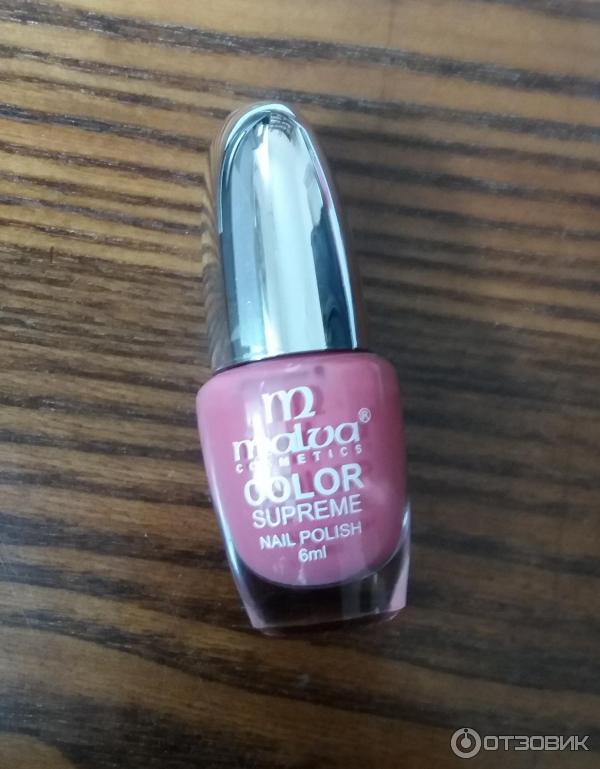 m
malva®
COSMETICS
COLOR
SUPREME
NAIL POLISH
6ml
ОТЗОВИК